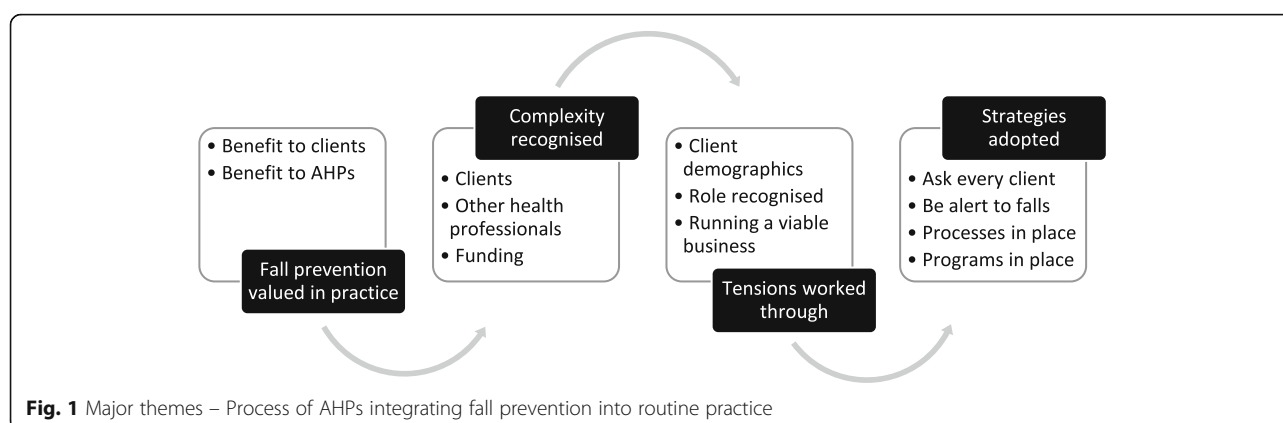 • Benefit to clients
• Benefit to AHPs
Fall prevention
valued in practice
Complexity
recognised
• Clients
• Other health
professionals
• Funding
• Client
demographics
• Role recognised
• Running a viable
business
Tensions worked
through
Strategies
adopted
• Ask every client
• Be alert to falls
• Processes in place
• Programs in place
Fig. 1 Major themes – Process of AHPs integrating fall prevention into routine practice